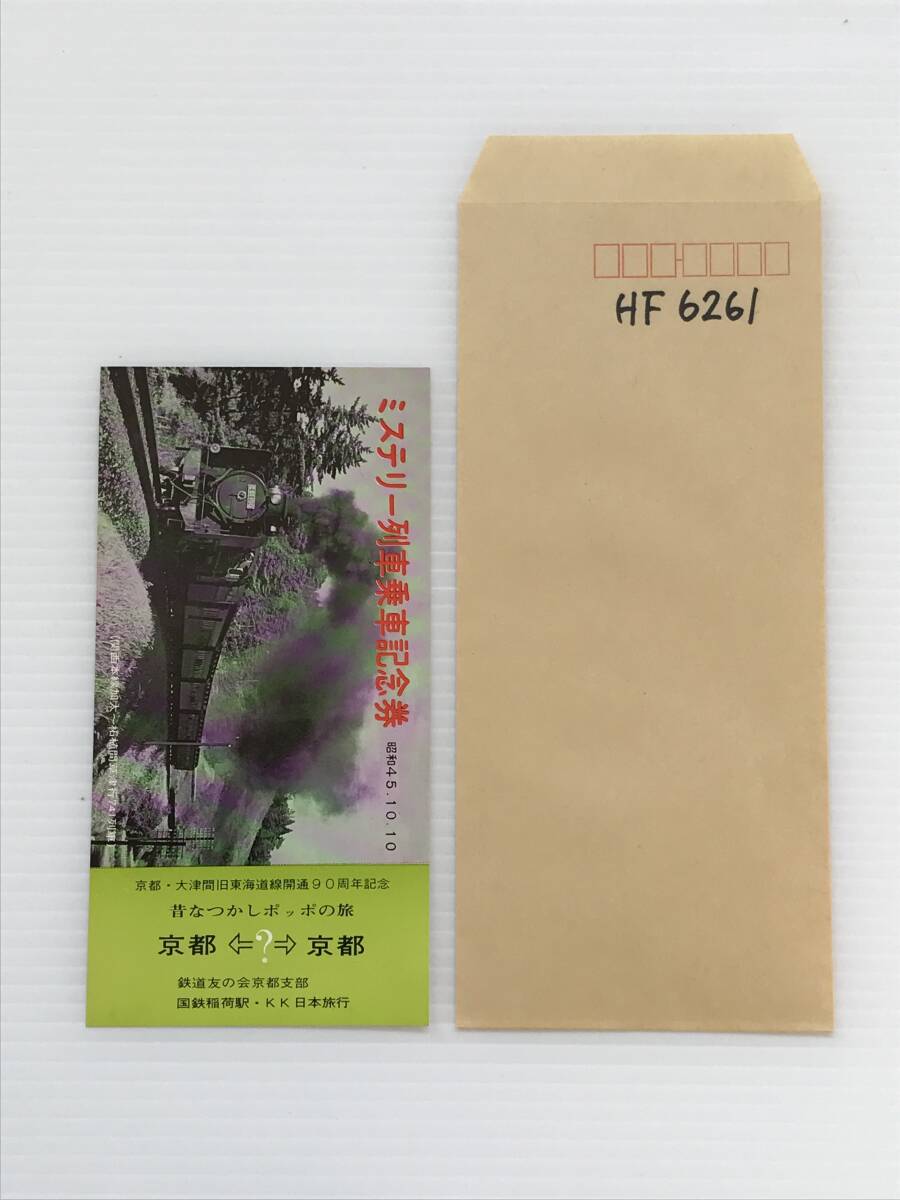 HF 6261
ミステリー列車乗車記念券
昭和45.10.10
京都・大津間旧東海道線開通90周年記念
昔なつかしポッポの旅
京都 ⇦?⇨ 京都
鉄道友の会京都支部
国鉄稲荷駅・KK日本旅行